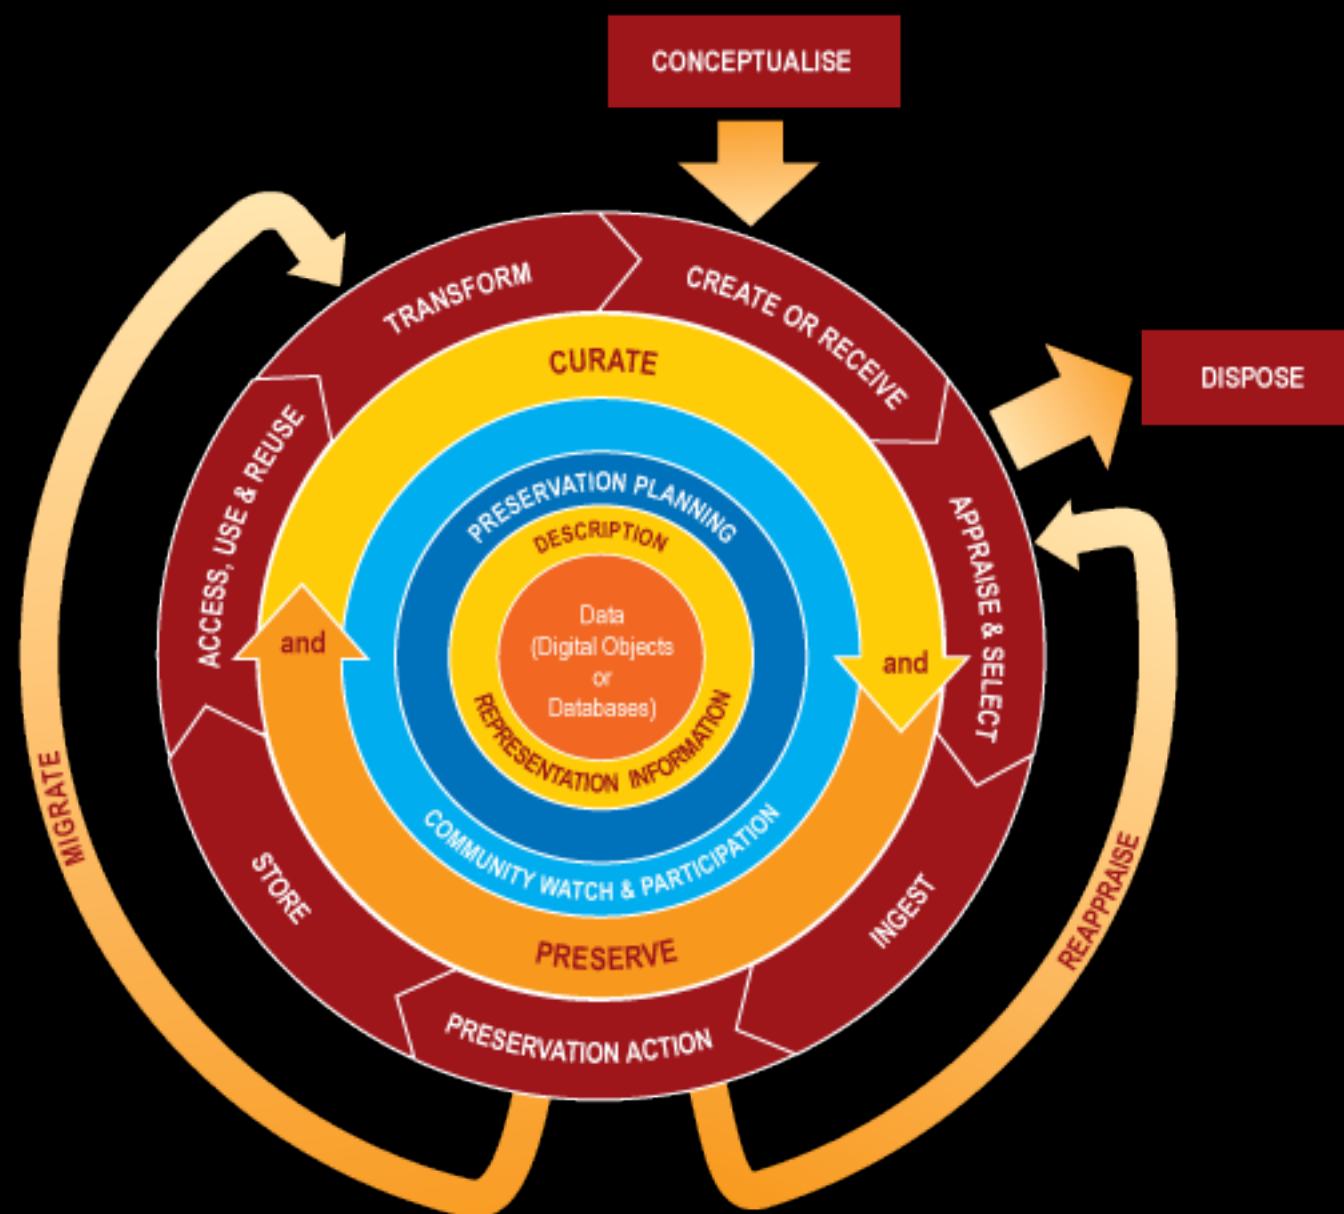 CONCEPTUALISE
TRANSFORM
CREATE OR RECEIVE
DISPOSE
CURATE
ACCESS, USE & REUSE
APPRAISE & SELECT
PRESERVATION PLANNING
DESCRIPTION
Data
(Digital Objects
or
Databases)
and
and
REPRESENTATION INFORMATION
COMMUNITY WATCH & PARTICIPATION
MIGRATE
STORE
INGEST
REAPPRAISE
PRESERVE
PRESERVATION ACTION